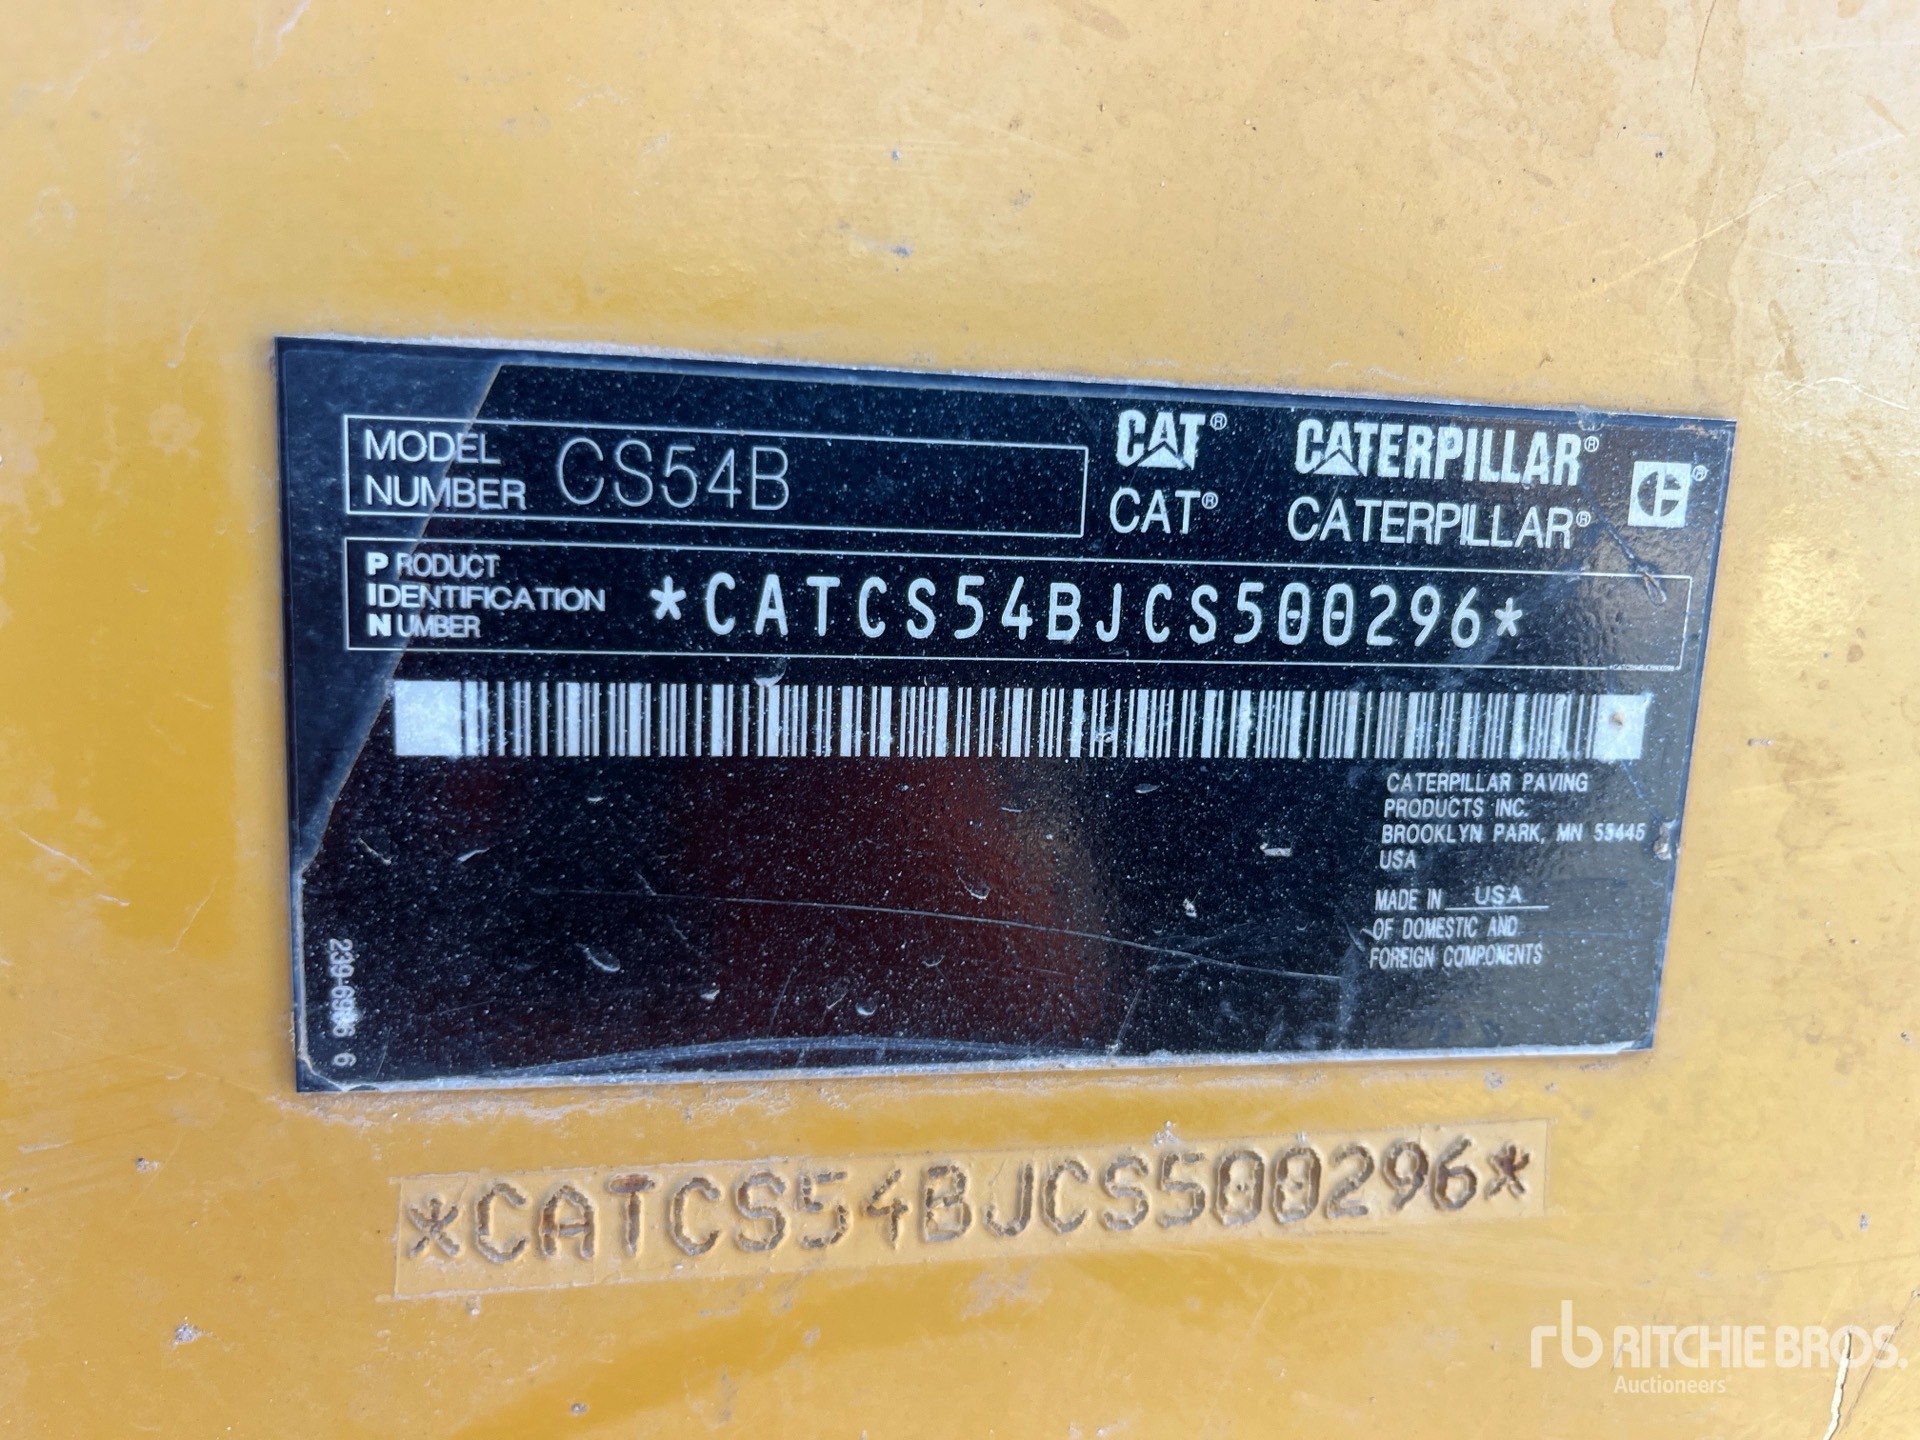 MODEL NUMBER CS54B
CAT® CATERPILLAR®
CAT® CATERPILLAR®
PRODUCT
IDENTIFICATION
NUMBER
*CATCS54BJCS500296*
CATERPILLAR PAVING
PRODUCTS INC.
BROOKLYN PARK, MN 55445
USA
MADE IN USA
OF DOMESTIC AND
FOREIGN COMPONENTS
*CATCS54BJCS500296*
rb RITCHIE BROS.
Auctioneers